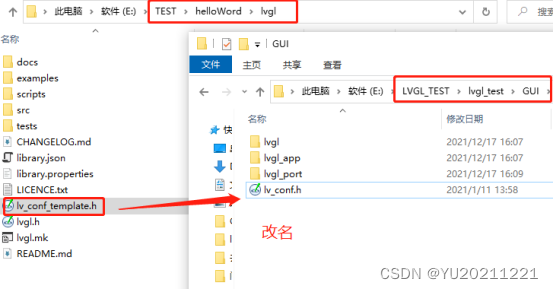 此电脑 > 软件 (E:) > TEST > helloWord > lvgl
搜索
名称
docs
examples
scripts
src
tests
CHANGELOG.md
library.json
library.properties
LICENCE.txt
lv_conf_template.h
lvgl.h
lvgl.mk
README.md
GUI
文件 主页 共享 查看
此电脑 > 软件 (E:) > LVGL_TEST > lvgl_test > GUI >
名称 修改日期
lvgl 2021/12/17 16:07
lvgl_app 2021/12/17 16:07
lvgl_port 2021/12/17 16:09
lv_conf.h 2021/1/11 13:58
改名
CSDN @YU20211221